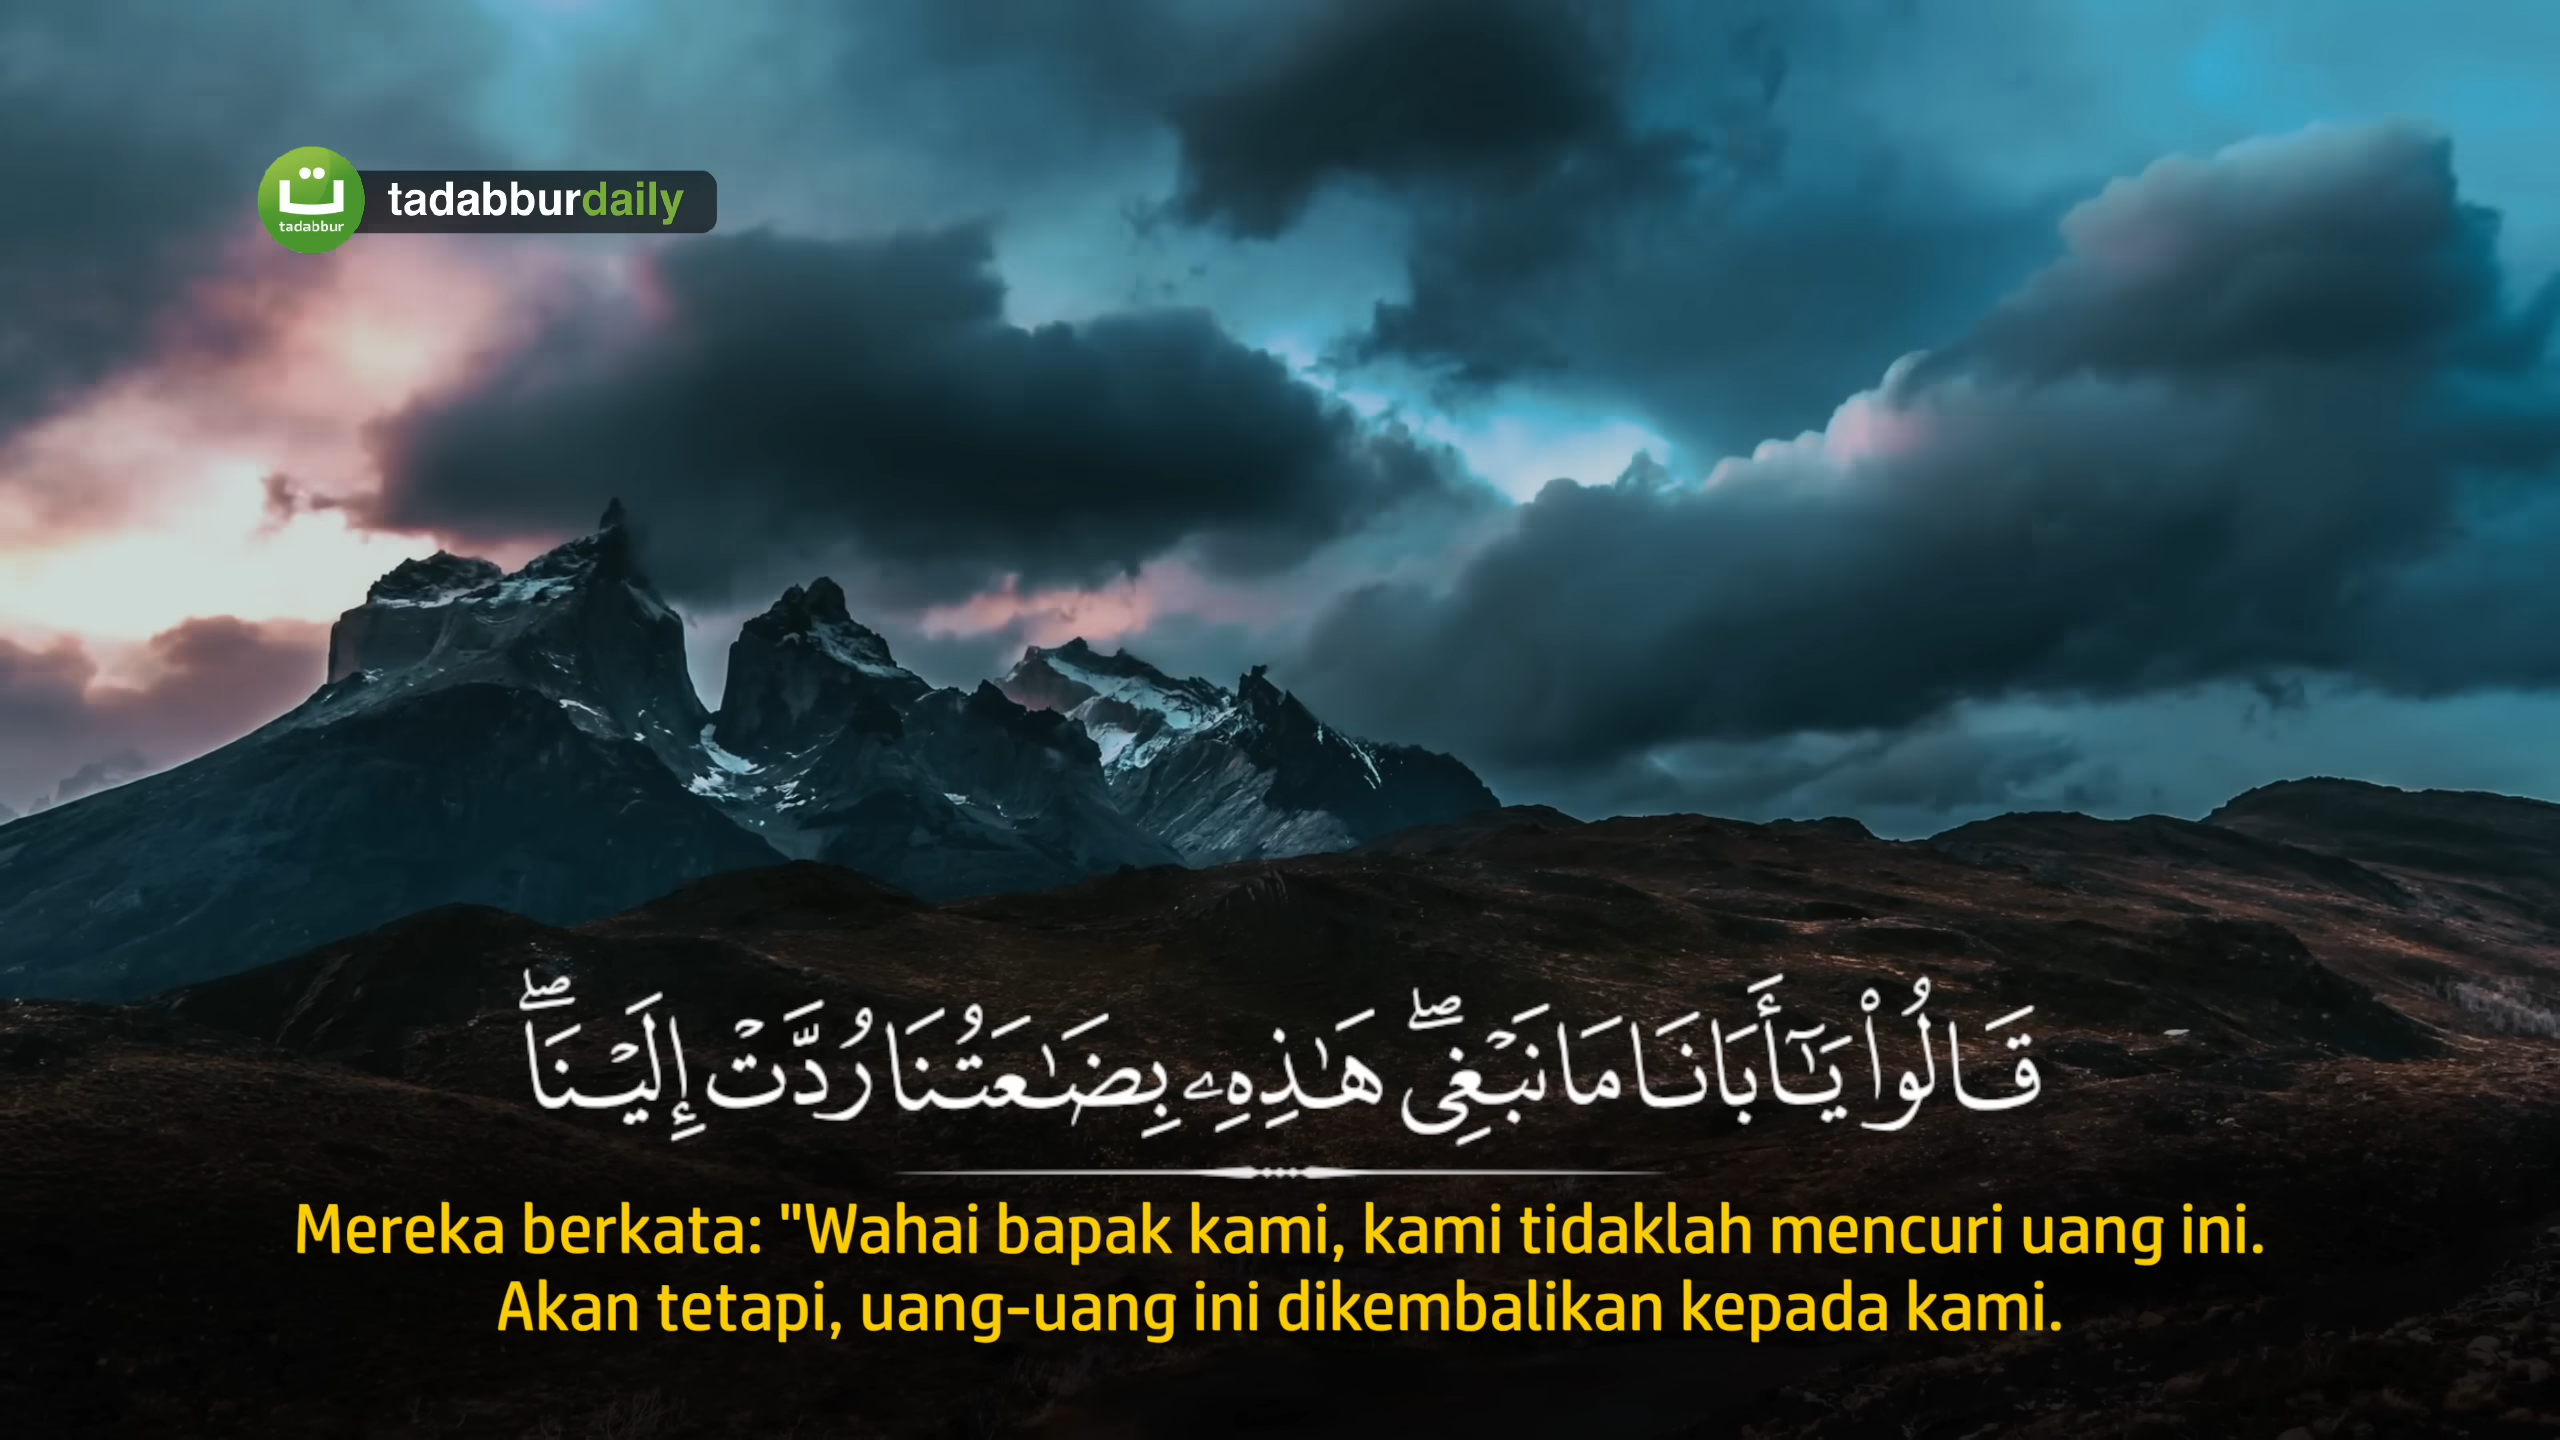 tadabbur
tadabburdaily
قَالُوا۟ يَـٰٓأَبَانَا مَا نَبْغِى ۖ هَـٰذِهِۦ بِضَـٰعَتُنَا رُدَّتْ إِلَيْنَا ۖ
Mereka berkata: "Wahai bapak kami, kami tidaklah mencuri uang ini.
Akan tetapi, uang-uang ini dikembalikan kepada kami.